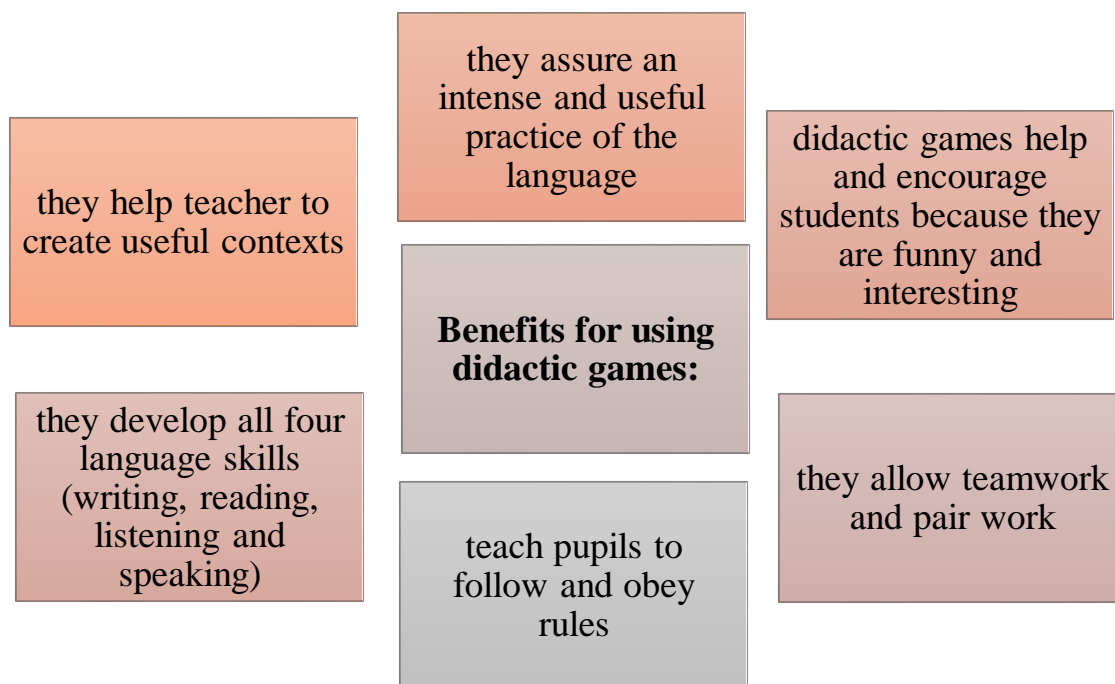 they assure an
intense and useful
practice of the
language
they help teacher to
create useful contexts
didactic games help
and encourage
students because they
are funny and
interesting
Benefits for using
didactic games:
they develop all four
language skills
(writing, reading,
listening and
speaking)
they allow teamwork
and pair work
teach pupils to
follow and obey
rules